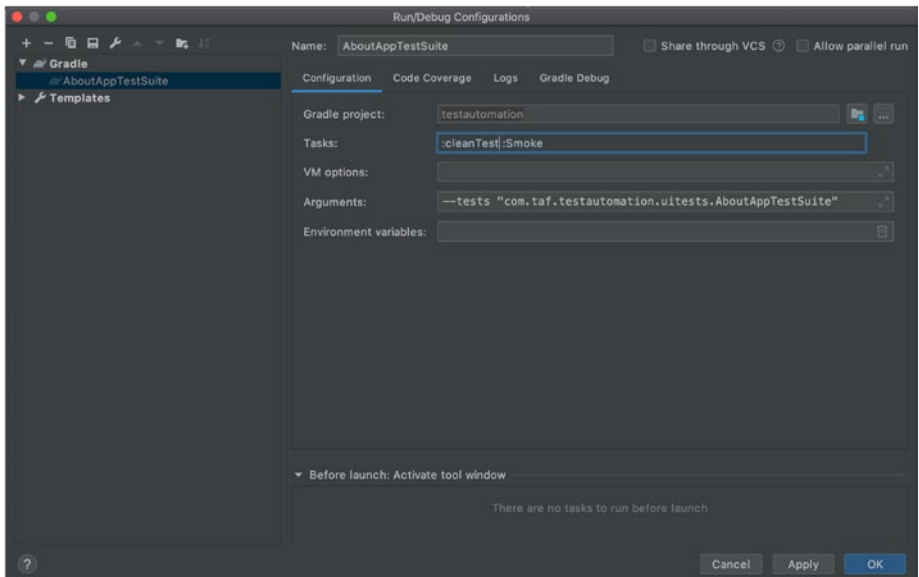 Run/Debug Configurations
Name: AboutAppTestSuite
Share through VCS ? Allow parallel run
Gradle
AboutAppTestSuite
Templates
Configuration Code Coverage Logs Gradle Debug
Gradle project: testautomation ...
Tasks: :cleanTest :Smoke
VM options:
Arguments: --tests "com.taf.testautomation.uitests.AboutAppTestSuite"
Environment variables:
Before launch: Activate tool window
There are no tasks to run before launch
? Cancel Apply OK